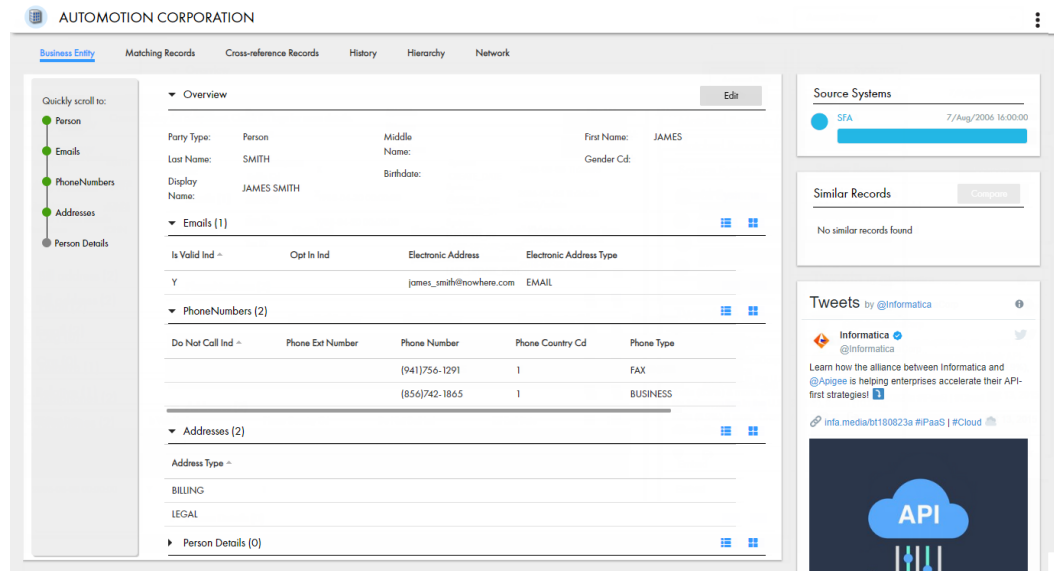 AUTOMOTION CORPORATION
Business Entity Matching Records Cross-reference Records History Hierarchy Network
Quickly scroll to:
Person
Emails
PhoneNumbers
Addresses
Person Details
Overview
Edit
Party Type: Person
Last Name: SMITH
Display Name: JAMES SMITH
Middle Name:
Birthdate:
First Name: JAMES
Gender Cd:
Emails (1)
Is Valid Ind Opt In Ind Electronic Address Electronic Address Type
Y james_smith@nowhere.com EMAIL
PhoneNumbers (2)
Do Not Call Ind Phone Ext Number Phone Number Phone Country Cd Phone Type
(941)756-1291 1 FAX
(856)742-1865 1 BUSINESS
Addresses (2)
Address Type
BILLING
LEGAL
Person Details (0)
Source Systems
SFA 7/Aug/2006 16:00:00
Similar Records
Compare
No similar records found
Tweets by @Informatica
Informatica
@Informatica
Learn how the alliance between Informatica and
@Apigee is helping enterprises accelerate their API-
first strategies!
infa.media/bt180823a #iPaaS | #Cloud
API